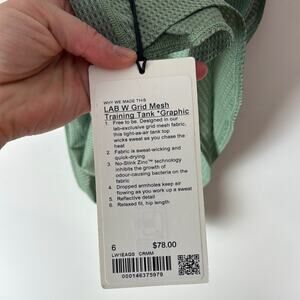 WHY WE MADE THIS
LAB W Grid Mesh
Training Tank *Graphic
1. Free to be. Designed in our
lab-exclusive grid mesh fabric,
this light-as-air tank top
wicks sweat as you chase the
heat
2. Fabric is sweat-wicking and
quick-drying
3. No-Stink Zinc™ technology
inhibits the growth of
odour-causing bacteria on the
fabric
4. Dropped armholes keep air
flowing as you work up a sweat
5. Reflective detail
6. Relaxed fit, hip length
6 $78.00
LW1EAGS CRMM
000146375979